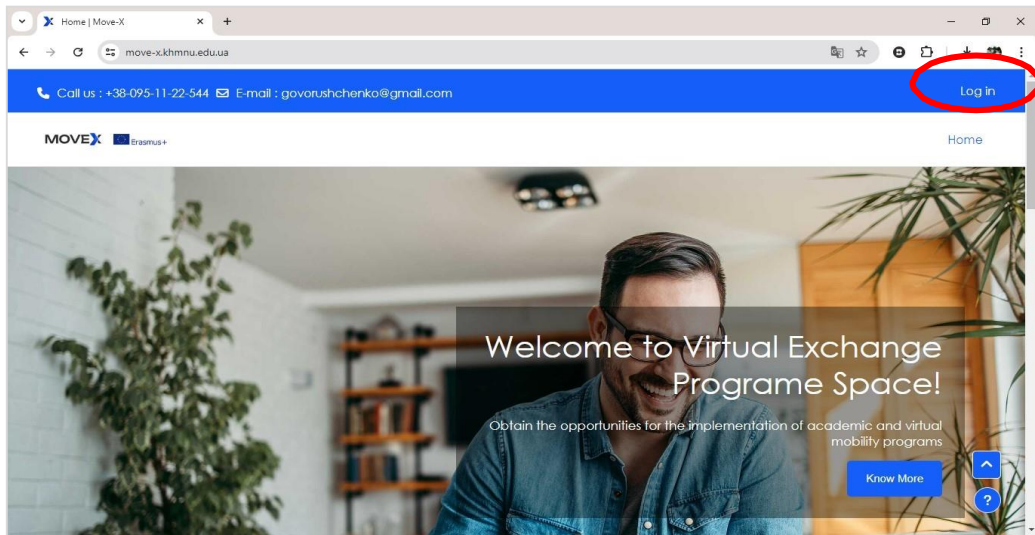 Home | Move-X
move-x.khmnu.edu.ua
Call us : +38-095-11-22-544 E-mail : govorushchenko@gmail.com
Log in
MOVEX Erasmus+
Home
Welcome to Virtual Exchange
Programe Space!
Obtain the opportunities for the implementation of academic and virtual
mobility programs
Know More
?